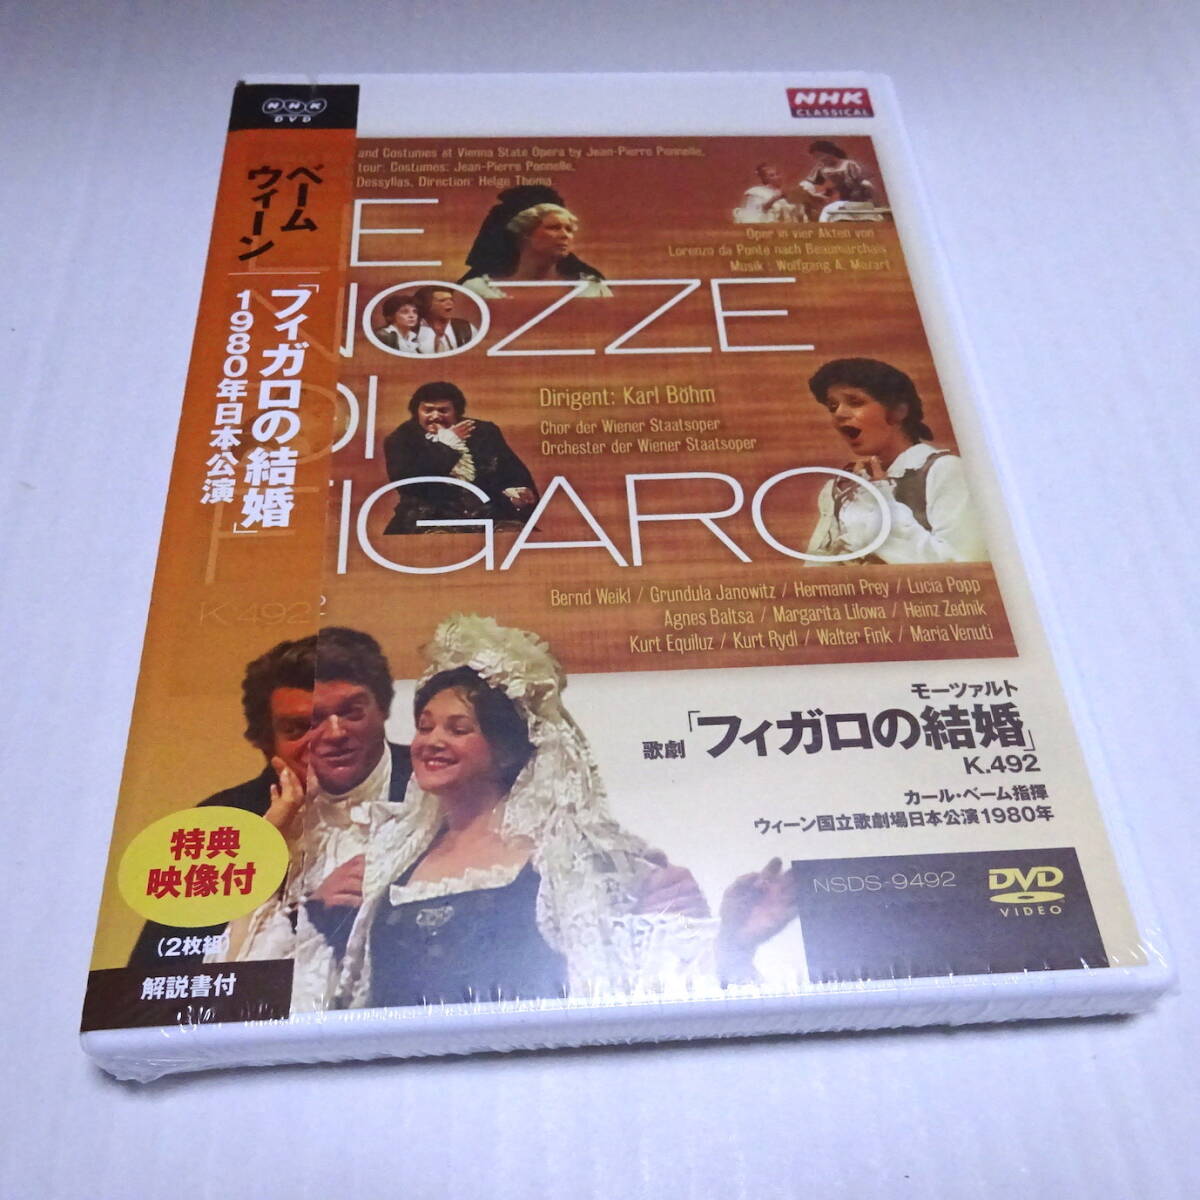 NHK
DVD
NHK
CLASSICAL
ベーム
ウィーン
「フィガロの結婚」
1980年日本公演
and Costumes at Vienna State Opera by Jean-Pierre Ponnelle,
tour: Costumes: Jean-Pierre Ponnelle,
Dessyllas, Direction: Helge Thoma
LE
NOZZE
DI
FIGARO
K.492
Oper in vier Akten von :
Lorenzo da Ponte nach Beaumarchais
Musik : Wolfgang A. Mozart
Dirigent: Karl Böhm
Chor der Wiener Staatsoper
Orchester der Wiener Staatsoper
Bernd Weikl / Grundula Janowitz / Hermann Prey / Lucia Popp
Agnes Baltsa / Margarita Lilowa / Heinz Zednik
Kurt Equiluz / Kurt Rydl / Walter Fink / Maria Venuti
モーツァルト
歌劇「フィガロの結婚」
K.492
カール・ベーム指揮
ウィーン国立歌劇場日本公演1980年
NSDS-9492
DVD
VIDEO
特典
映像付
(2枚組)
解説書付